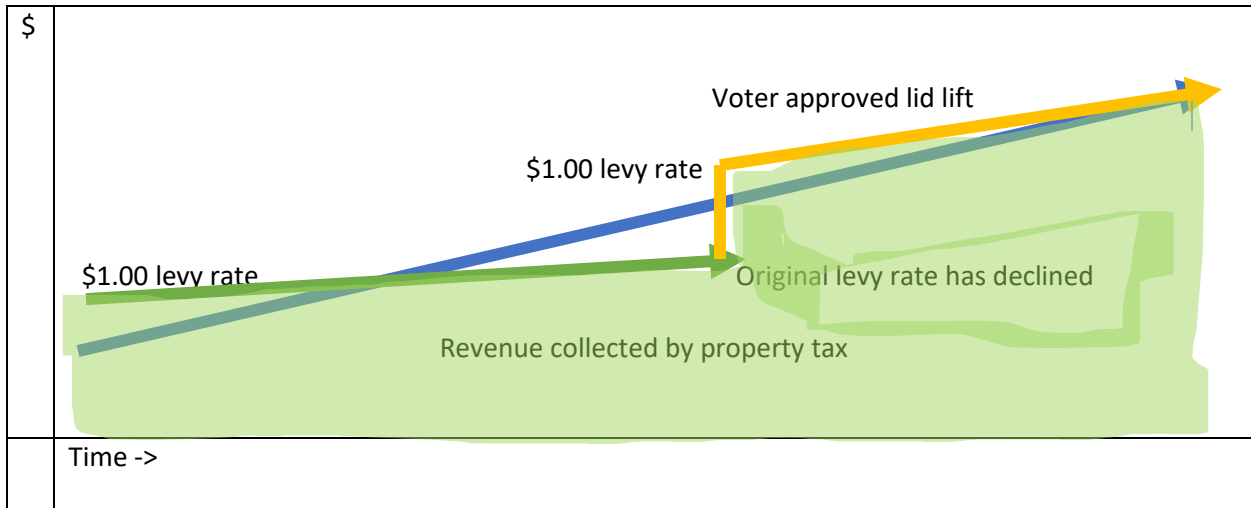 $
Voter approved lid lift
$1.00 levy rate
$1.00 levy rate
Original levy rate has declined
Revenue collected by property tax
Time ->